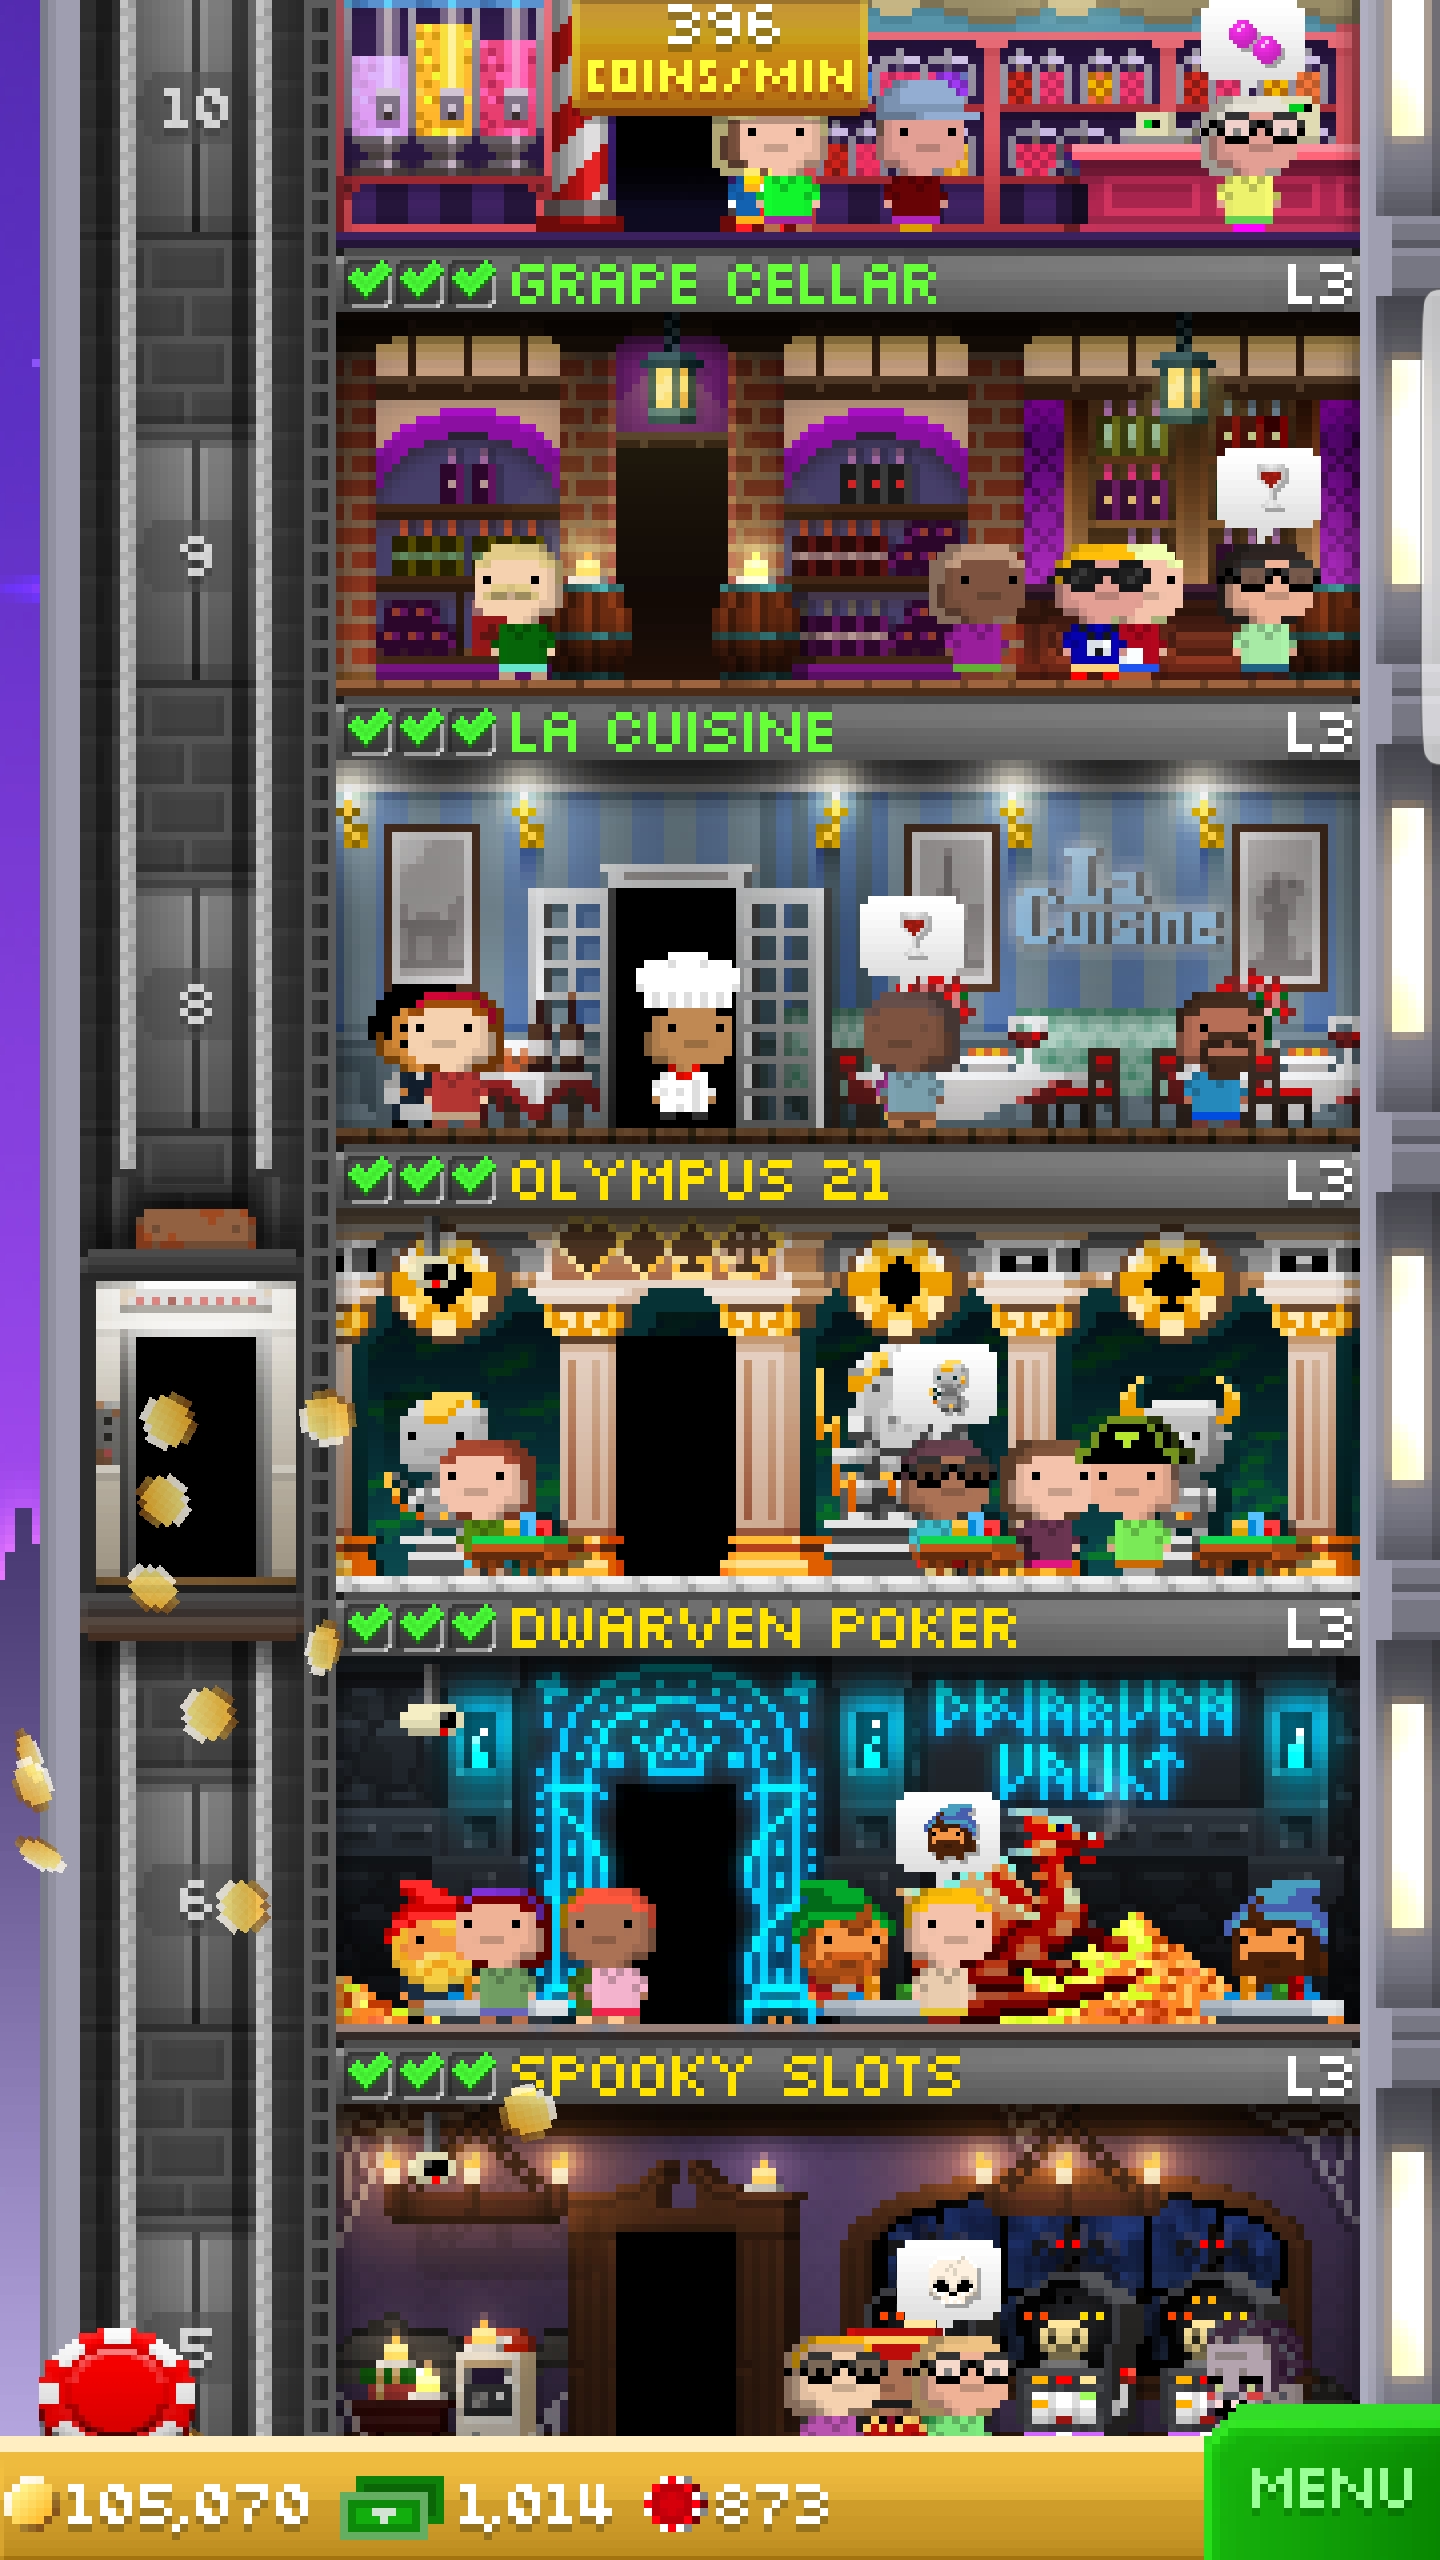 396
COINS/MIN
10
GRAPE CELLAR L3
9
LA CUISINE L3
8
La
Cuisine
OLYMPUS 21 L3
DWARVEN POKER L3
DWARVEN
VAULT
6
SPOOKY SLOTS L3
5
105,070 1,014 873
MENU